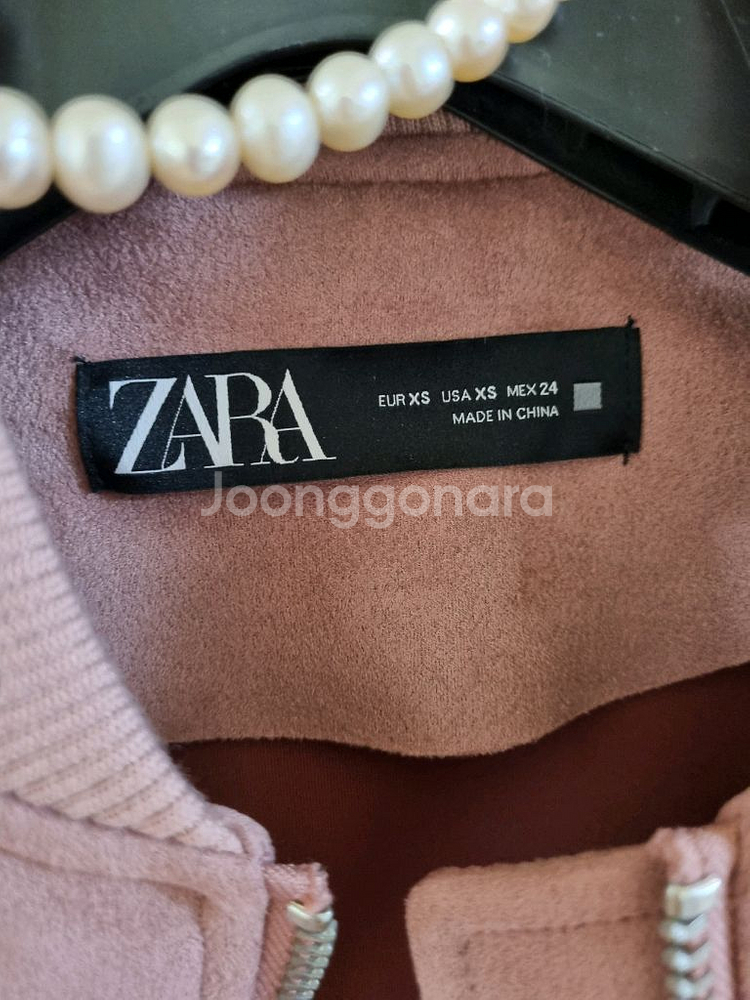 ZARA
EUR XS USA XS MEX 24
MADE IN CHINA
Joonggonara